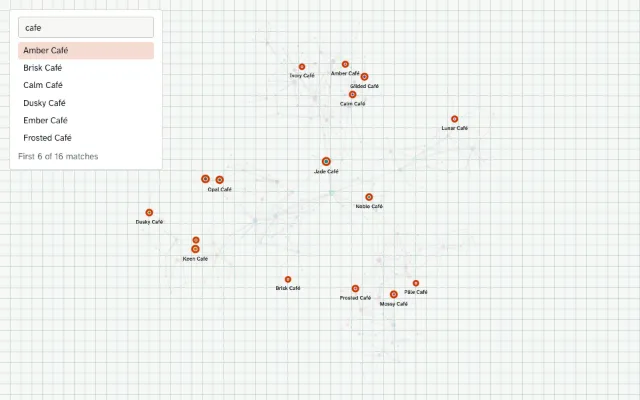 cafe
Amber Café
Brisk Café
Calm Café
Dusky Café
Ember Café
Frosted Café
First 6 of 16 matches
Ivory Café
Amber Café
Gilded Café
Calm Café
Lunar Café
Jade Café
Opal Café
Noble Café
Dusky Café
Keen Café
Brisk Café
Frosted Café
Mossy Café